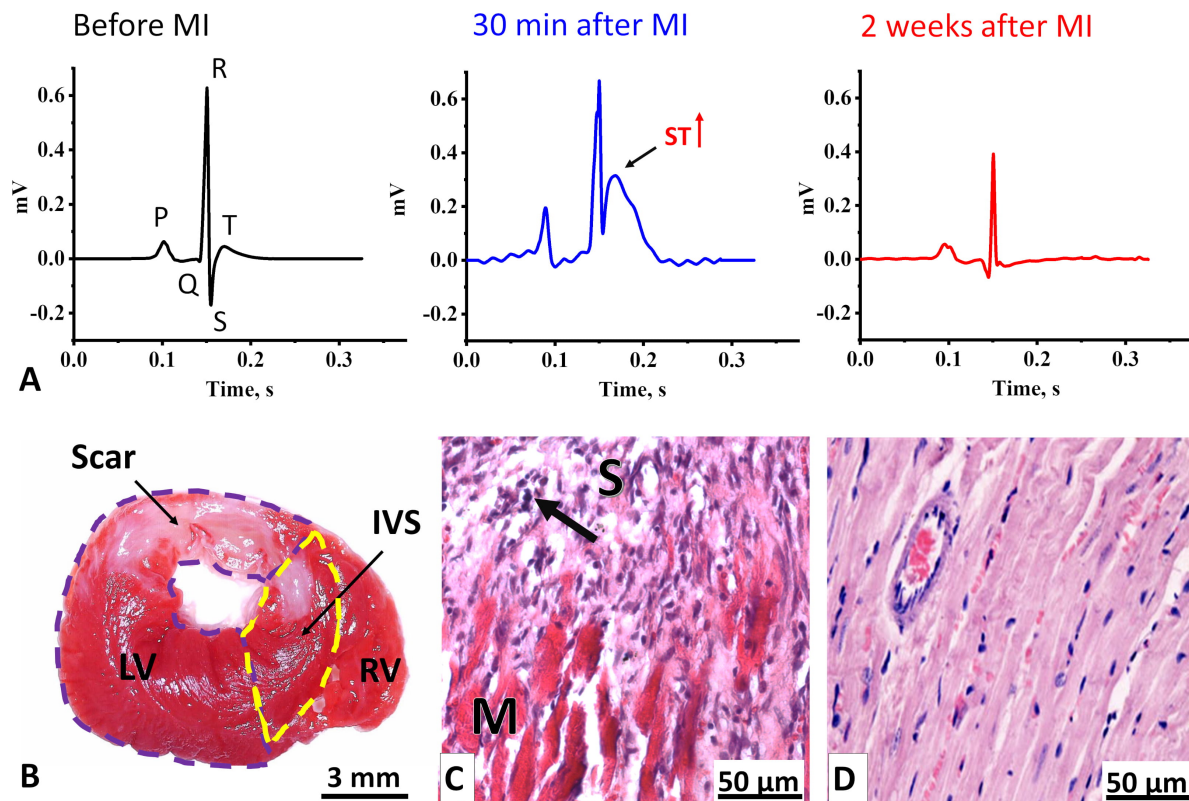 Before MI
30 min after MI
2 weeks after MI
mV
0.6
0.4
0.2
0.0
-0.2
P
Q
R
S
T
0.0 0.1 0.2 0.3
Time, s
mV
0.6
0.4
0.2
0.0
-0.2
ST↑
0.0 0.1 0.2 0.3
Time, s
mV
0.6
0.4
0.2
0.0
-0.2
0.0 0.1 0.2 0.3
Time, s
A
Scar
IVS
LV
RV
B
3 mm
S
M
C
50 µm
D
50 µm